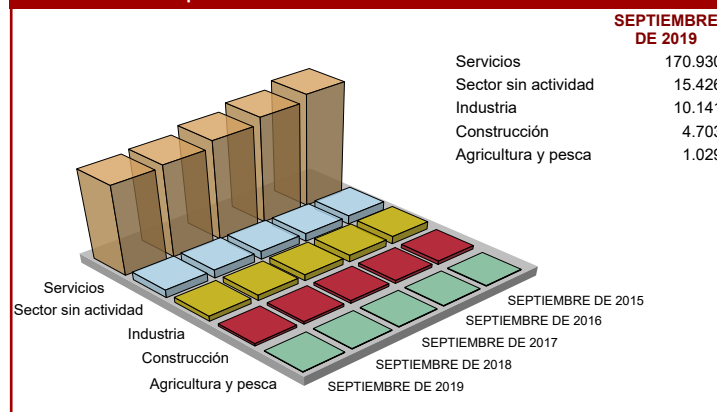 SEPTIEMBRE
DE 2019
Servicios 170.930
Sector sin actividad 15.426
Industria 10.141
Construcción 4.703
Agricultura y pesca 1.029
Servicios
Sector sin actividad
Industria
Construcción
Agricultura y pesca
SEPTIEMBRE DE 2015
SEPTIEMBRE DE 2016
SEPTIEMBRE DE 2017
SEPTIEMBRE DE 2018
SEPTIEMBRE DE 2019